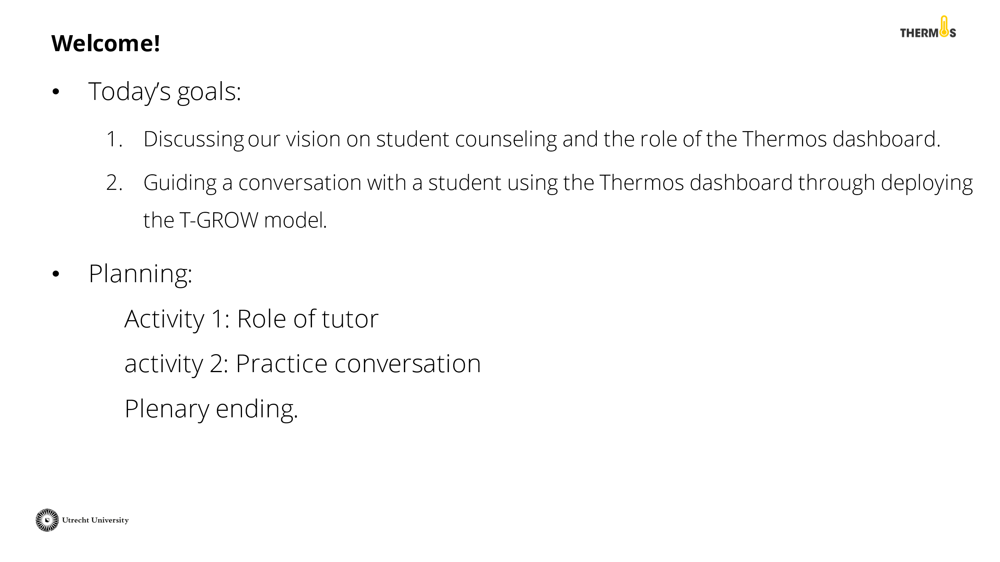 THERMOS
Welcome!
• Today’s goals:
1. Discussing our vision on student counseling and the role of the Thermos dashboard.
2. Guiding a conversation with a student using the Thermos dashboard through deploying
the T-GROW model.
• Planning:
Activity 1: Role of tutor
activity 2: Practice conversation
Plenary ending.
Utrecht University